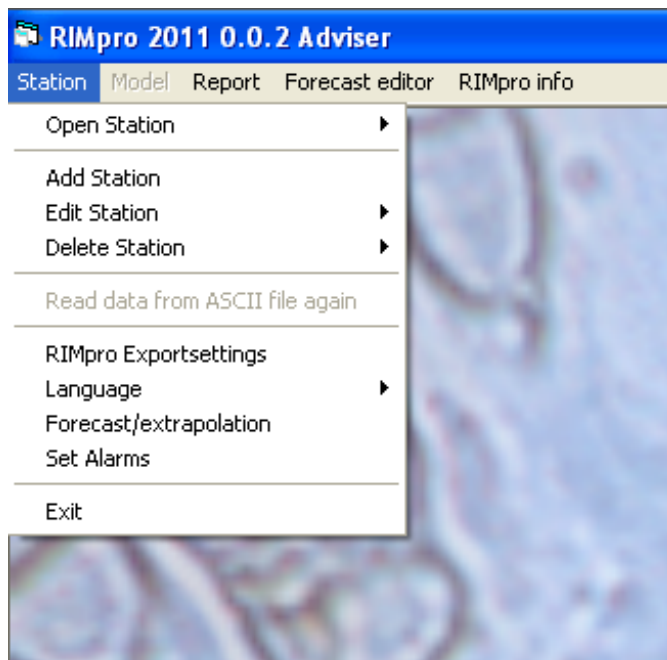 RIMpro 2011 0.0.2 Adviser
Station Model Report Forecast editor RIMpro info
Open Station
Add Station
Edit Station
Delete Station
Read data from ASCII file again
RIMpro Exportsettings
Language
Forecast/extrapolation
Set Alarms
Exit